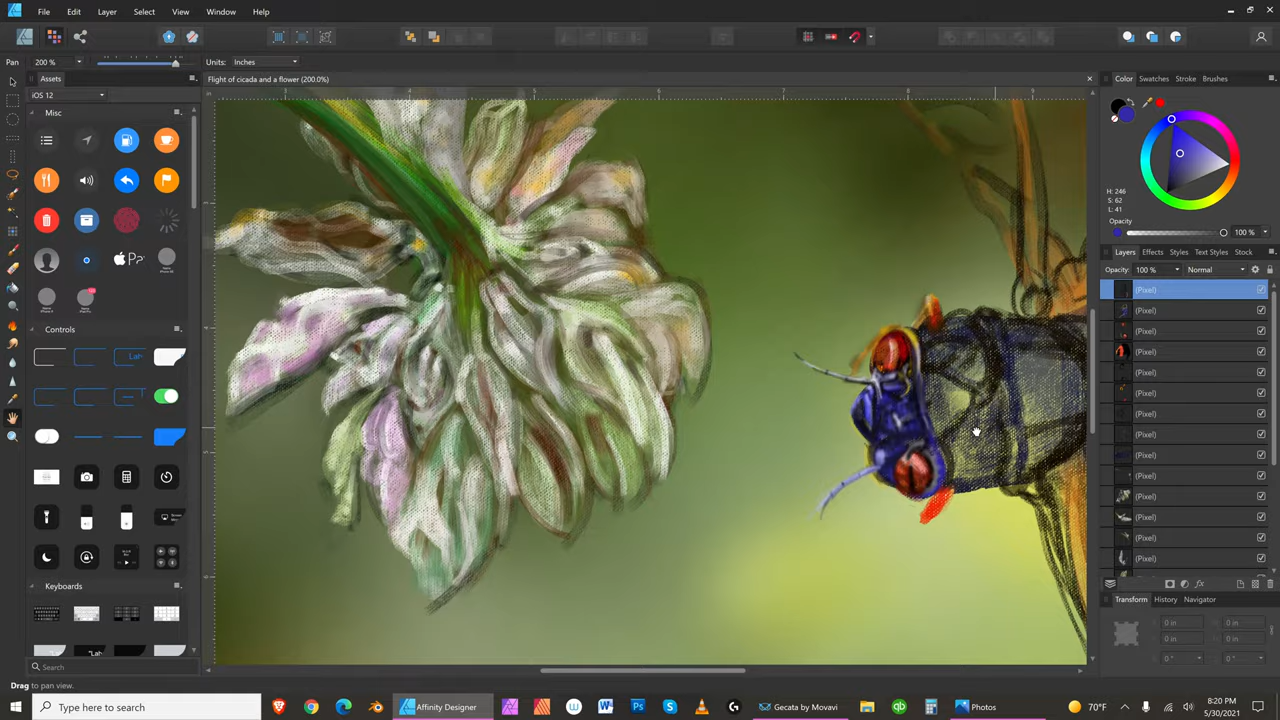 File Edit Layer Select View Window Help
Pan 200 % Units: Inches
Assets
Flight of cicada and a flower (200.0%)
iOS 12
Misc
Controls
Keyboards
Search
Drag to pan view.
Color Swatches Stroke Brushes
H: 246
S: 62
L: 41
Opacity
100 %
Layers Effects Styles Text Styles Stock
Opacity: 100 % Normal
(Pixel)
(Pixel)
(Pixel)
(Pixel)
(Pixel)
(Pixel)
(Pixel)
(Pixel)
(Pixel)
(Pixel)
(Pixel)
(Pixel)
(Pixel)
(Pixel)
Transform History Navigator
X: 0 in W: 0 in
Y: 0 in H: 0 in
Type here to search
Affinity Designer
Gecata by Movavi
Photos
70°F
8:20 PM
5/30/2021